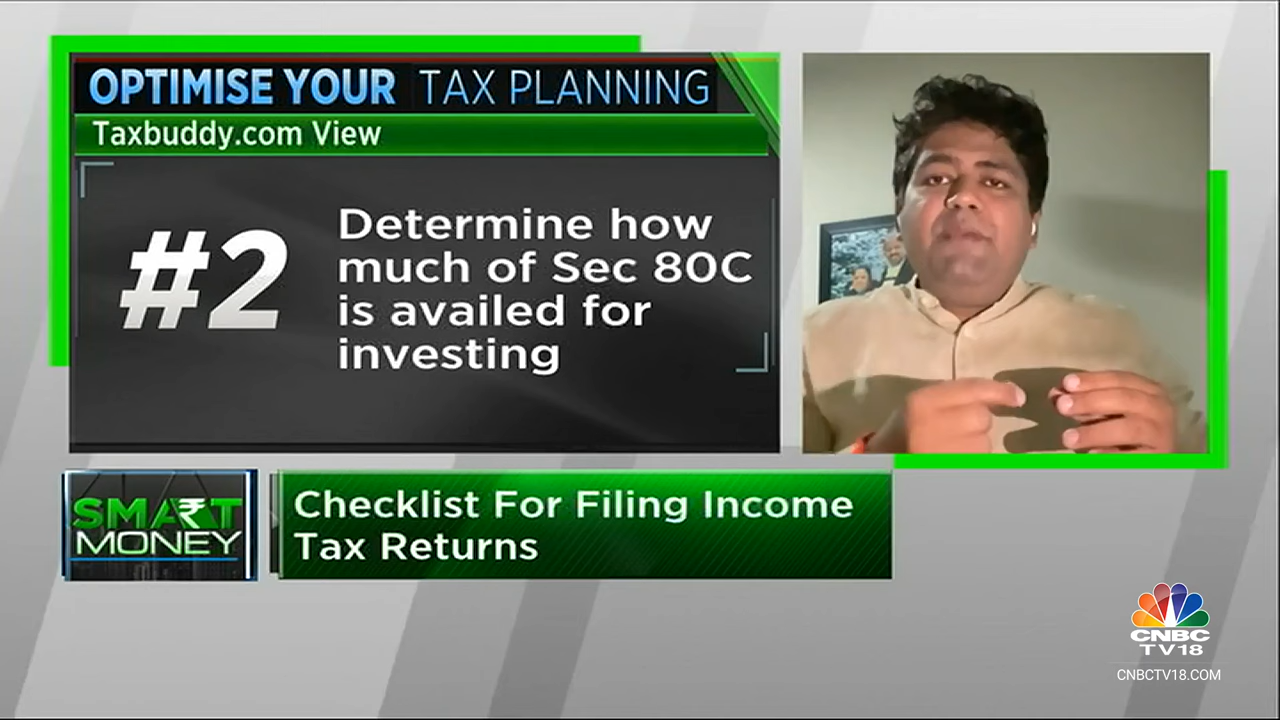 OPTIMISE YOUR TAX PLANNING
Taxbuddy.com View
#2
Determine how
much of Sec 80C
is availed for
investing
SMA₹T
MONEY
Checklist For Filing Income
Tax Returns
CNBC
TV18
CNBCTV18.COM